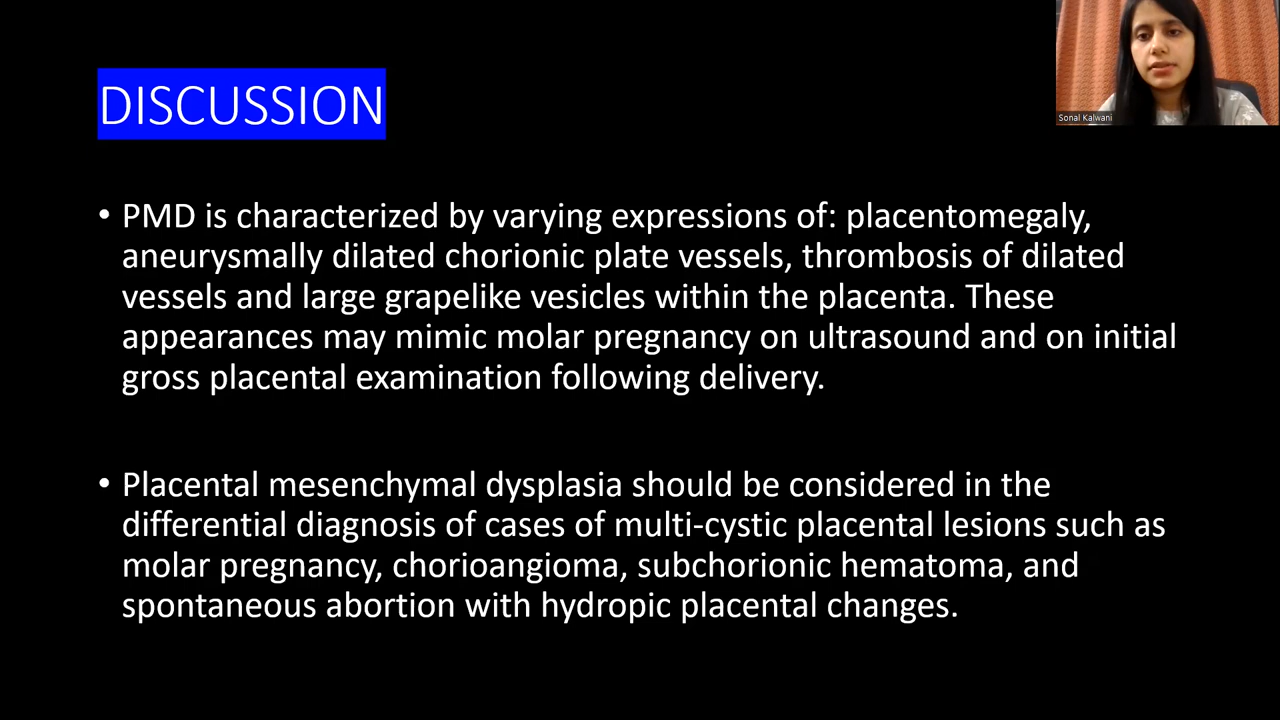 DISCUSSION
Sonal Kalwani
• PMD is characterized by varying expressions of: placentomegaly,
aneurysmally dilated chorionic plate vessels, thrombosis of dilated
vessels and large grapelike vesicles within the placenta. These
appearances may mimic molar pregnancy on ultrasound and on initial
gross placental examination following delivery.
• Placental mesenchymal dysplasia should be considered in the
differential diagnosis of cases of multi-cystic placental lesions such as
molar pregnancy, chorioangioma, subchorionic hematoma, and
spontaneous abortion with hydropic placental changes.